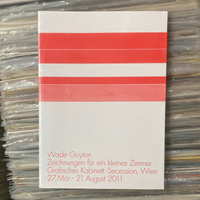 Wade Guyton
Zeichnungen für ein kleines Zimmer
Grafisches Kabinett · Secession, Wien
27. Mai - 21. August 2011